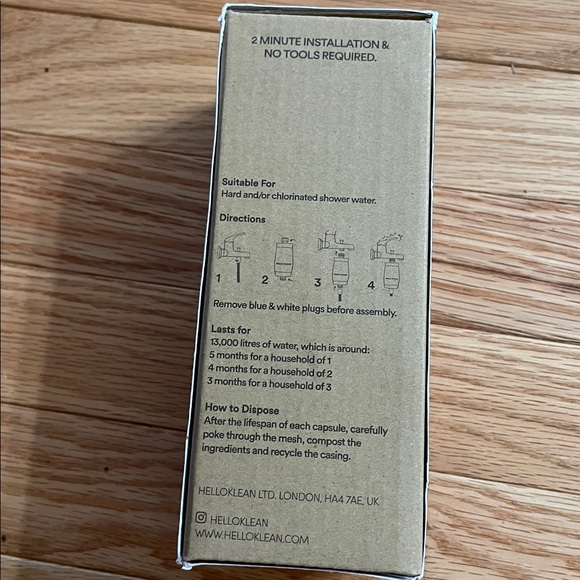 2 MINUTE INSTALLATION &
NO TOOLS REQUIRED.
Suitable For
Hard and/or chlorinated shower water.
Directions
1 2 3 4
Remove blue & white plugs before assembly.
Lasts for
13,000 litres of water, which is around:
5 months for a household of 1
4 months for a household of 2
3 months for a household of 3
How to Dispose
After the lifespan of each capsule, carefully
poke through the mesh, compost the
ingredients and recycle the casing.
HELLOKLEAN LTD. LONDON, HA4 7AE, UK
HELLOKLEAN
WWW.HELLOKLEAN.COM